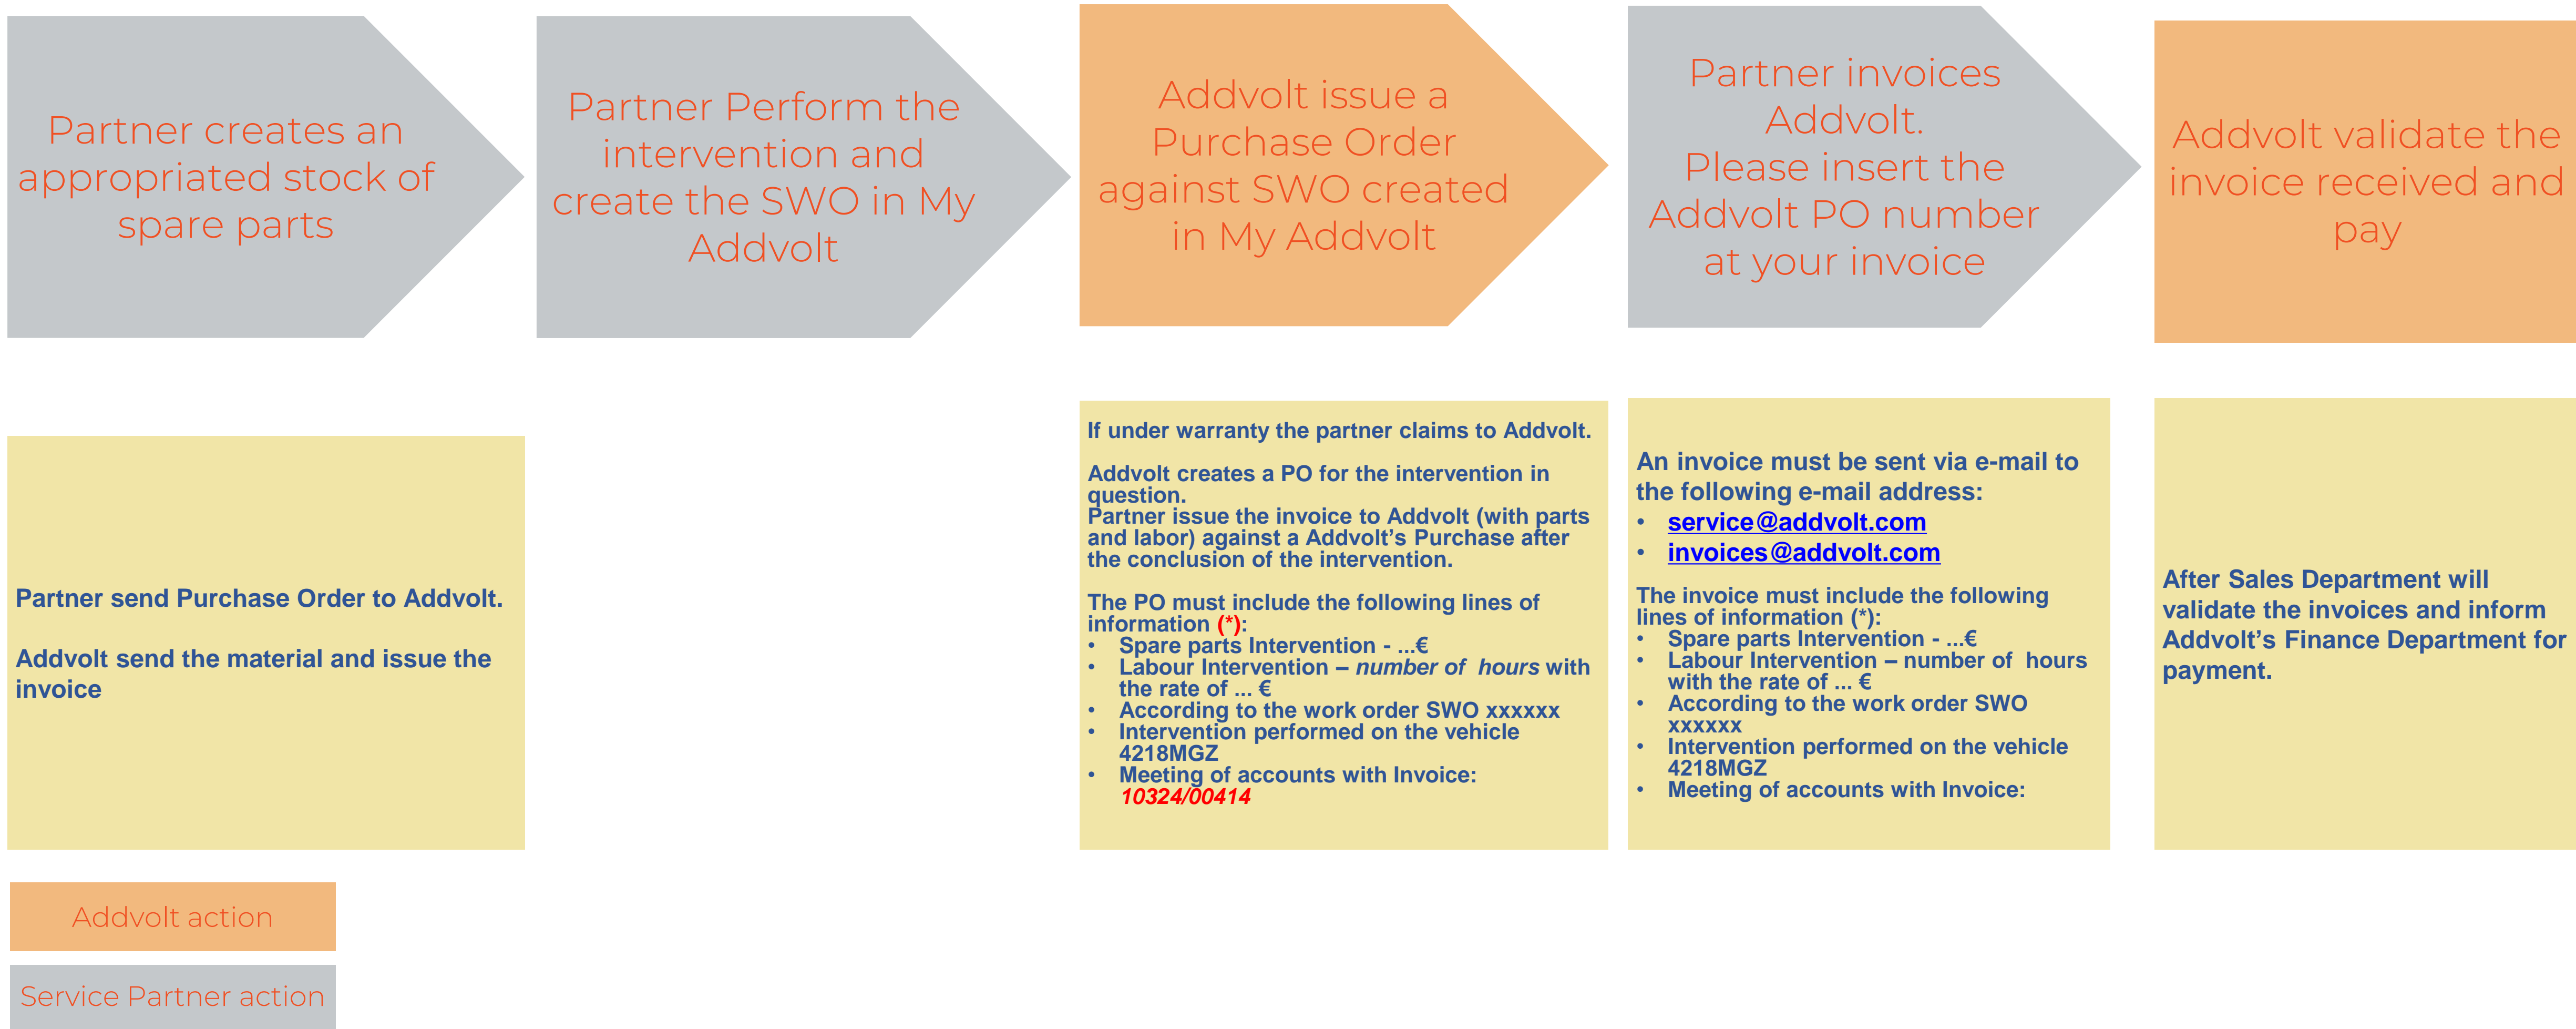 Partner creates an
appropriated stock of
spare parts
Partner Perform the
intervention and
create the SWO in My
Addvolt
Addvolt issue a
Purchase Order
against SWO created
in My Addvolt
Partner invoices
Addvolt.
Please insert the
Addvolt PO number
at your invoice
Addvolt validate the
invoice received and
pay
Partner send Purchase Order to Addvolt.
Addvolt send the material and issue the
invoice
If under warranty the partner claims to Addvolt.
Addvolt creates a PO for the intervention in
question.
Partner issue the invoice to Addvolt (with parts
and labor) against a Addvolt's Purchase after
the conclusion of the intervention.
The PO must include the following lines of
information (*):
• Spare parts Intervention - ...€
• Labour Intervention – number of  hours with
the rate of ... €
• According to the work order SWO xxxxxx
• Intervention performed on the vehicle
4218MGZ
• Meeting of accounts with Invoice:
10324/00414
An invoice must be sent via e-mail to
the following e-mail address:
• service@addvolt.com
• invoices@addvolt.com
The invoice must include the following
lines of information (*):
• Spare parts Intervention - ...€
• Labour Intervention – number of  hours
with the rate of ... €
• According to the work order SWO
xxxxxx
• Intervention performed on the vehicle
4218MGZ
• Meeting of accounts with Invoice:
After Sales Department will
validate the invoices and inform
Addvolt's Finance Department for
payment.
Addvolt action
Service Partner action